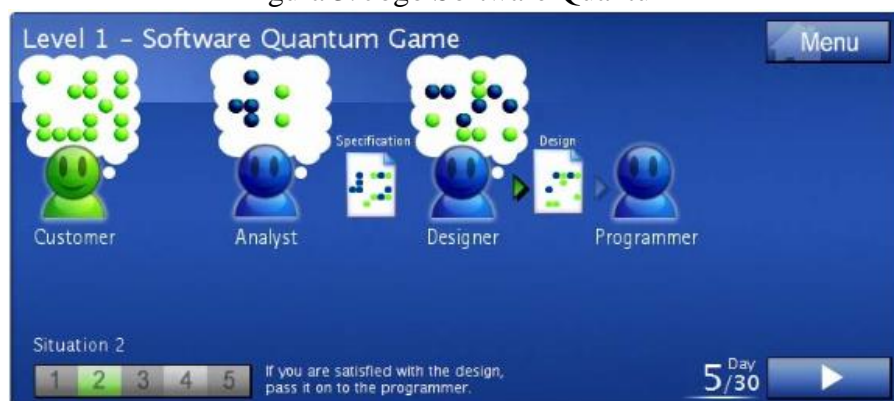 Level 1 – Software Quantum Game
Menu
Specification
Design
Customer
Analyst
Designer
Programmer
Situation 2
1 2 3 4 5
If you are satisfied with the design,
pass it on to the programmer.
5/30 Day